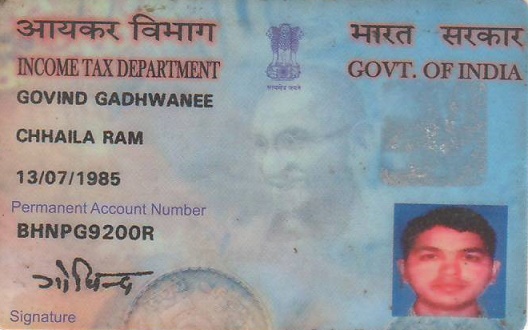 आयकर विभाग
भारत सरकार
INCOME TAX DEPARTMENT
GOVT. OF INDIA
सत्यमेव जयते
GOVIND GADHWANEE
CHHAILA RAM
13/07/1985
Permanent Account Number
BHNPG9200R
गोविन्द
Signature